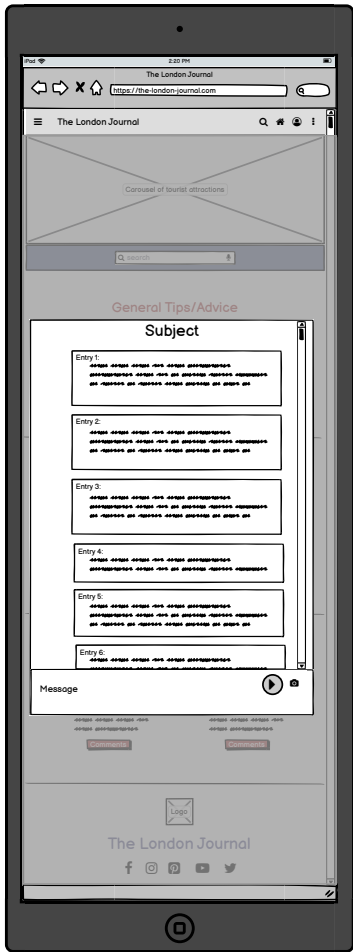 iPad
2:20 PM
The London Journal
https://the-london-journal.com
The London Journal
Carousel of tourist attractions
search
General Tips/Advice
Subject
Entry 1:
Entry 2:
Entry 3:
Entry 4:
Entry 5:
Entry 6:
Message
Comments Comments
Logo
The London Journal